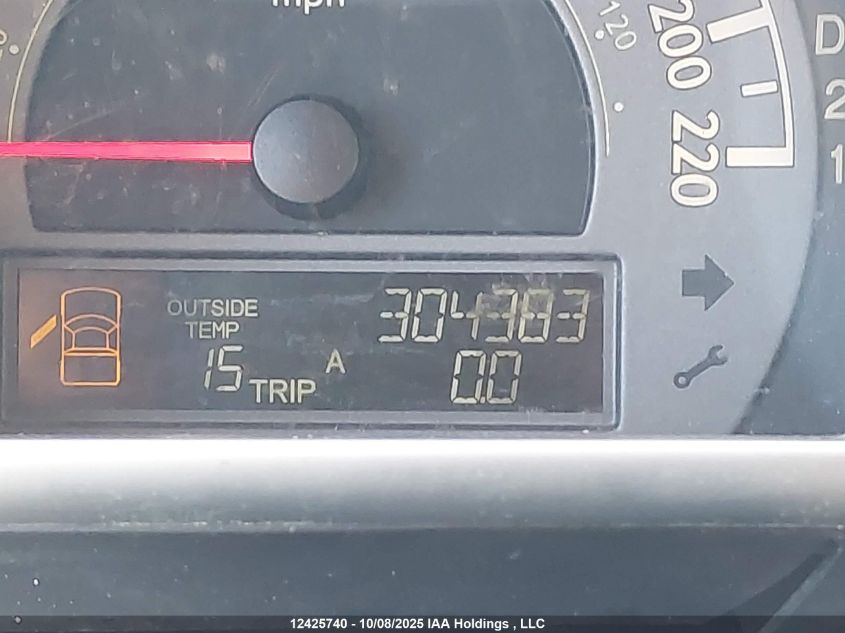 mph
120
200
220
D
2
1
OUTSIDE
TEMP
304383
15
TRIP
A
0.0
12425740 - 10/08/2025 IAA Holdings , LLC